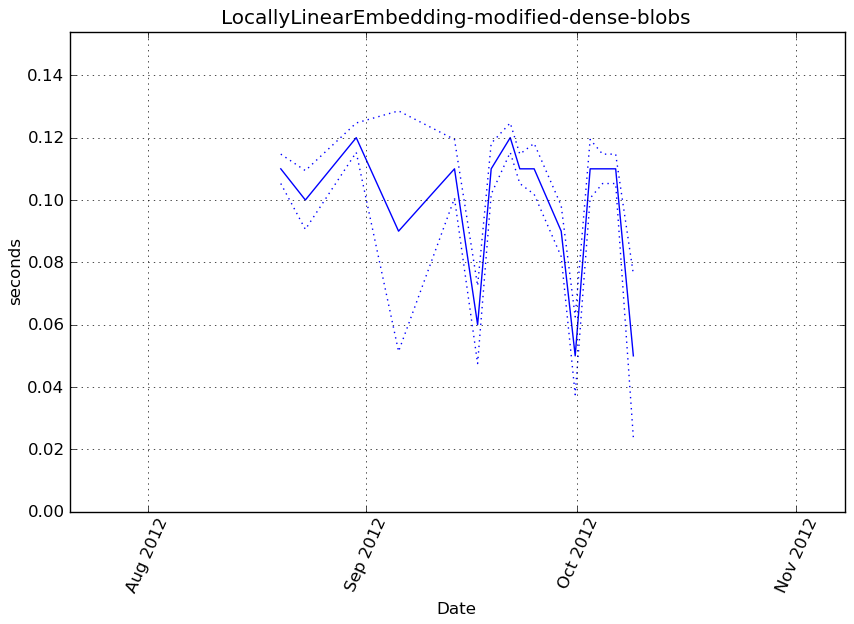 LocallyLinearEmbedding-modified-dense-blobs
0.14
0.12
0.10
0.08
0.06
0.04
0.02
0.00
seconds
Aug 2012
Sep 2012
Oct 2012
Nov 2012
Date